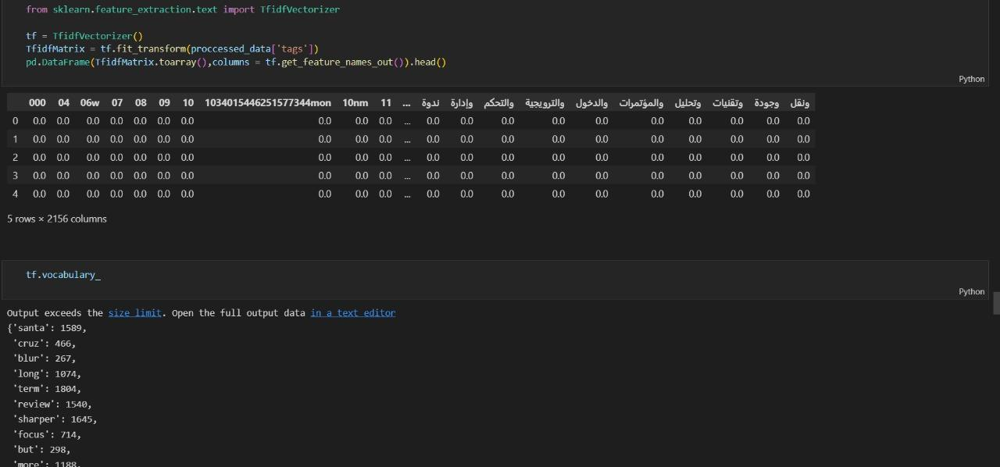 from sklearn.feature_extraction.text import TfidfVectorizer
tf = TfidfVectorizer()
TfidfMatrix = tf.fit_transform(proccessed_data['tags'])
pd.DataFrame(TfidfMatrix.toarray(),columns = tf.get_feature_names_out()).head()
Python
000 04 06w 07 08 09 10 1034015446251577344mon 10nm 11 ... ندوة وإدارة والتحكم والترويجية والدخول والمؤتمرات وتحليل وتقنيات وجودة ونقل
0 0.0 0.0 0.0 0.0 0.0 0.0 0.0 0.0 0.0 0.0 ... 0.0 0.0 0.0 0.0 0.0 0.0 0.0 0.0 0.0 0.0
1 0.0 0.0 0.0 0.0 0.0 0.0 0.0 0.0 0.0 0.0 ... 0.0 0.0 0.0 0.0 0.0 0.0 0.0 0.0 0.0 0.0
2 0.0 0.0 0.0 0.0 0.0 0.0 0.0 0.0 0.0 0.0 ... 0.0 0.0 0.0 0.0 0.0 0.0 0.0 0.0 0.0 0.0
3 0.0 0.0 0.0 0.0 0.0 0.0 0.0 0.0 0.0 0.0 ... 0.0 0.0 0.0 0.0 0.0 0.0 0.0 0.0 0.0 0.0
4 0.0 0.0 0.0 0.0 0.0 0.0 0.0 0.0 0.0 0.0 ... 0.0 0.0 0.0 0.0 0.0 0.0 0.0 0.0 0.0 0.0
5 rows × 2156 columns
tf.vocabulary_
Python
Output exceeds the size limit. Open the full output data in a text editor
{'santa': 1589,
'cruz': 466,
'blur': 267,
'long': 1074,
'term': 1804,
'review': 1540,
'sharper': 1645,
'focus': 714,
'but': 298,
'more': 1188,